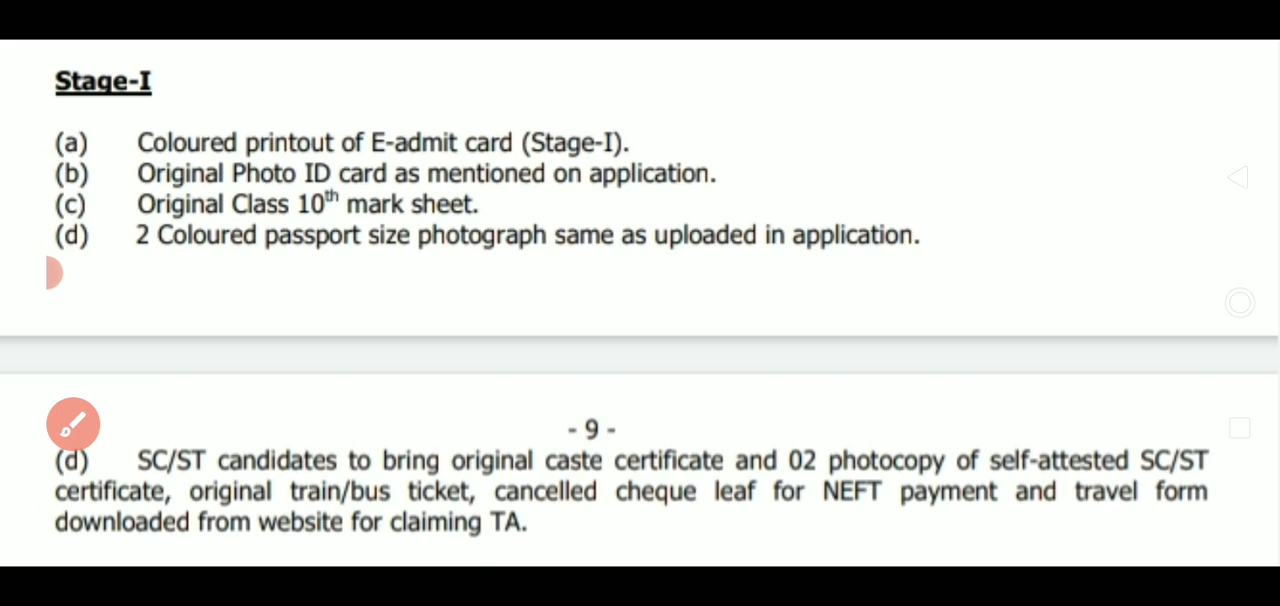 Stage-I
(a) Coloured printout of E-admit card (Stage-I).
(b) Original Photo ID card as mentioned on application.
(c) Original Class 10th mark sheet.
(d) 2 Coloured passport size photograph same as uploaded in application.
- 9 -
(d) SC/ST candidates to bring original caste certificate and 02 photocopy of self-attested SC/ST
certificate, original train/bus ticket, cancelled cheque leaf for NEFT payment and travel form
downloaded from website for claiming TA.